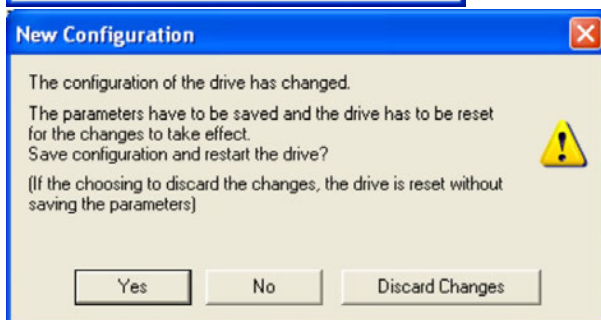 New Configuration
The configuration of the drive has changed.
The parameters have to be saved and the drive has to be reset
for the changes to take effect.
Save configuration and restart the drive?
(If the choosing to discard the changes, the drive is reset without
saving the parameters)
Yes No Discard Changes